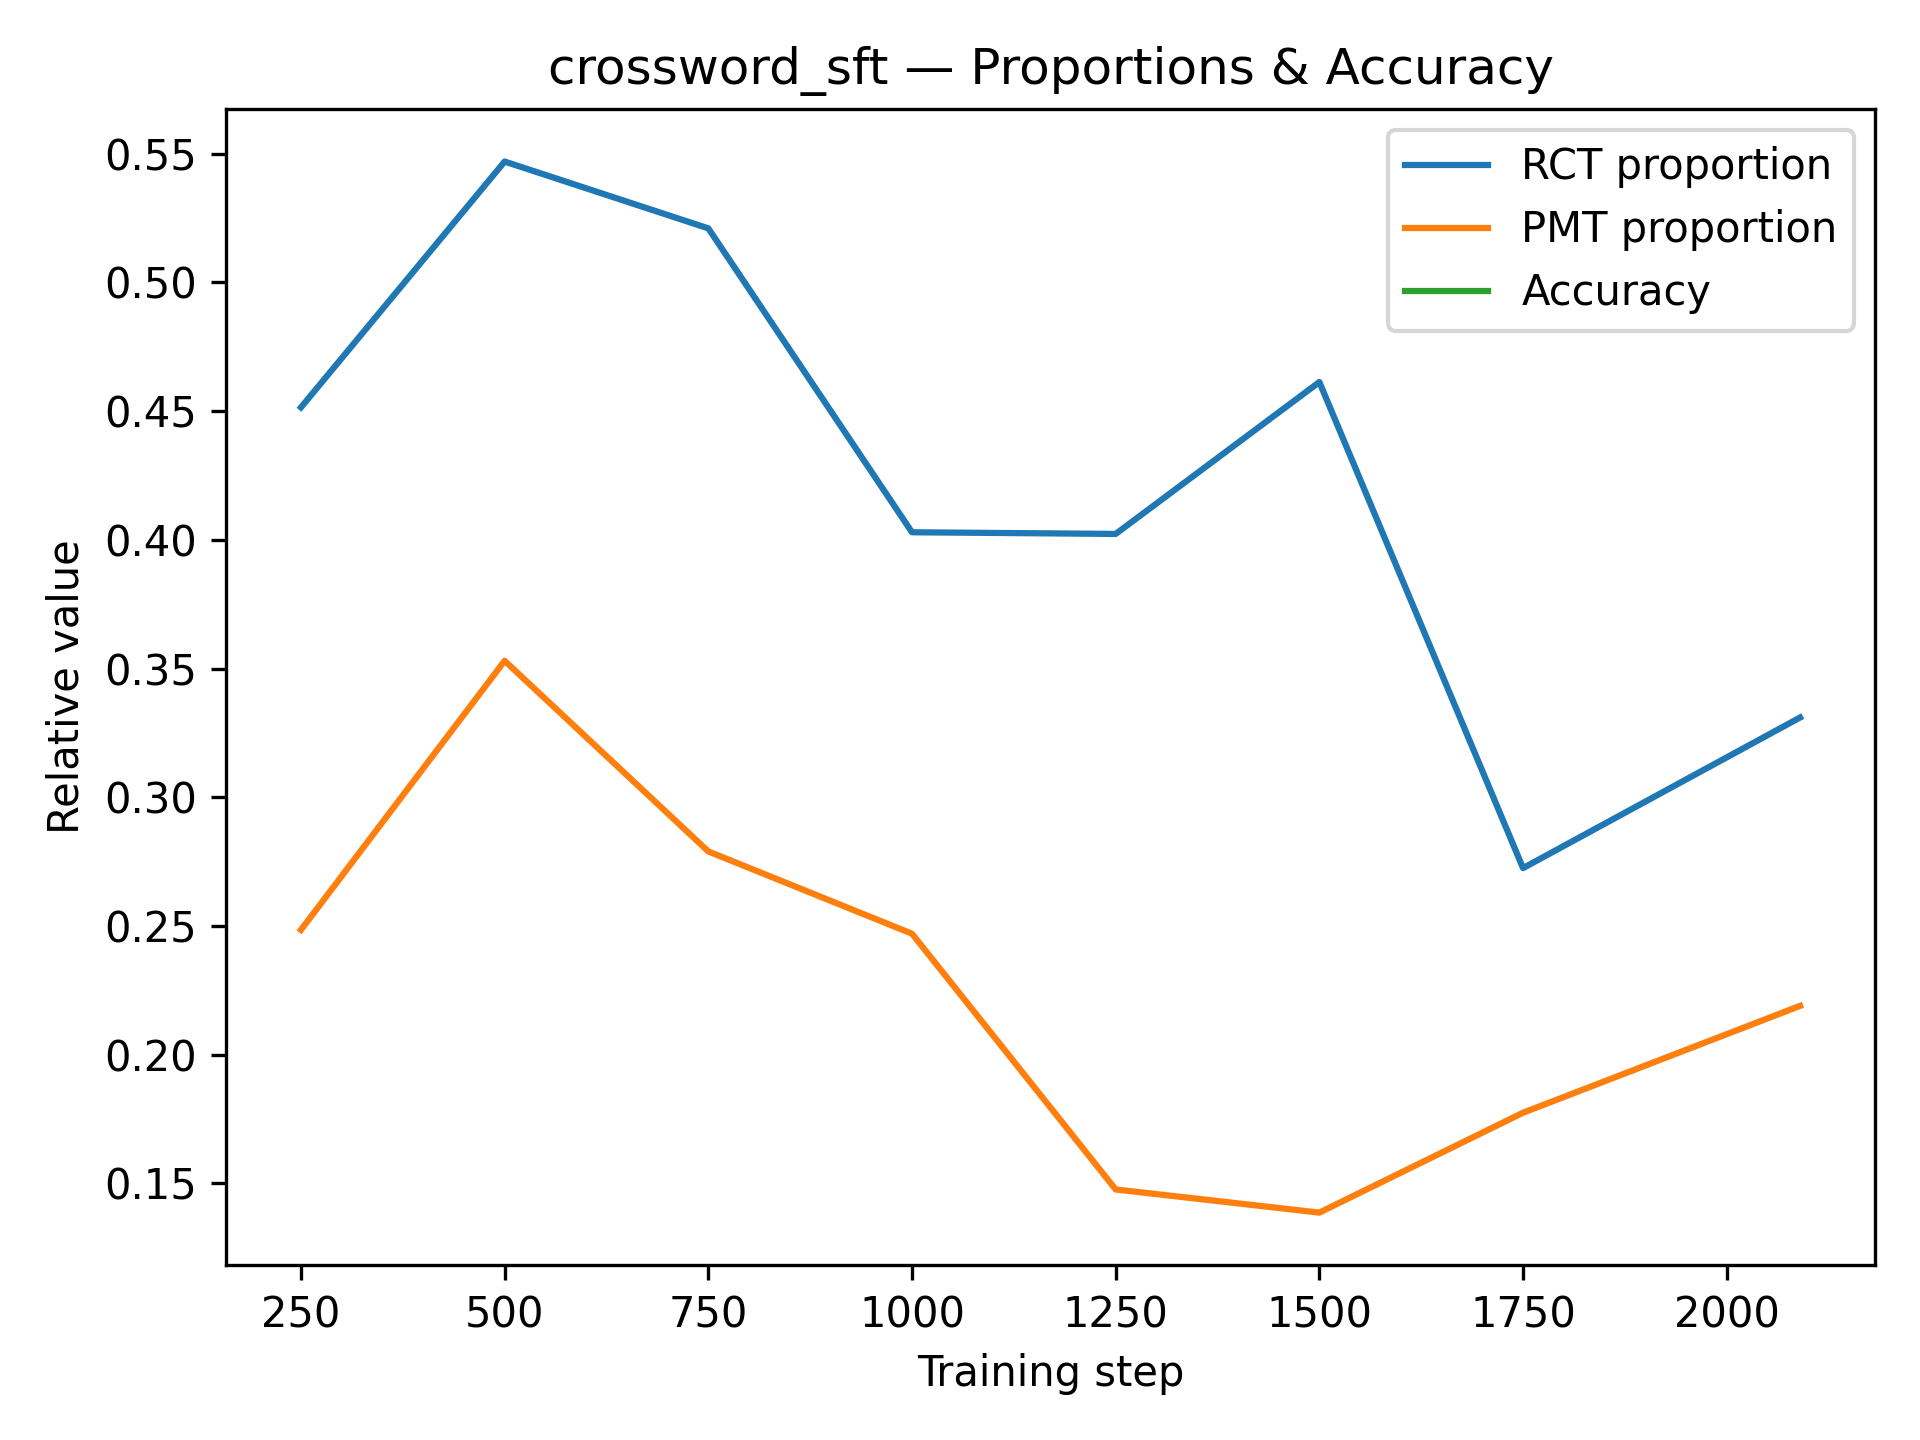 crossword_sft — Proportions & Accuracy
RCT proportion
PMT proportion
Accuracy
Relative value
0.55
0.50
0.45
0.40
0.35
0.30
0.25
0.20
0.15
250 500 750 1000 1250 1500 1750 2000
Training step